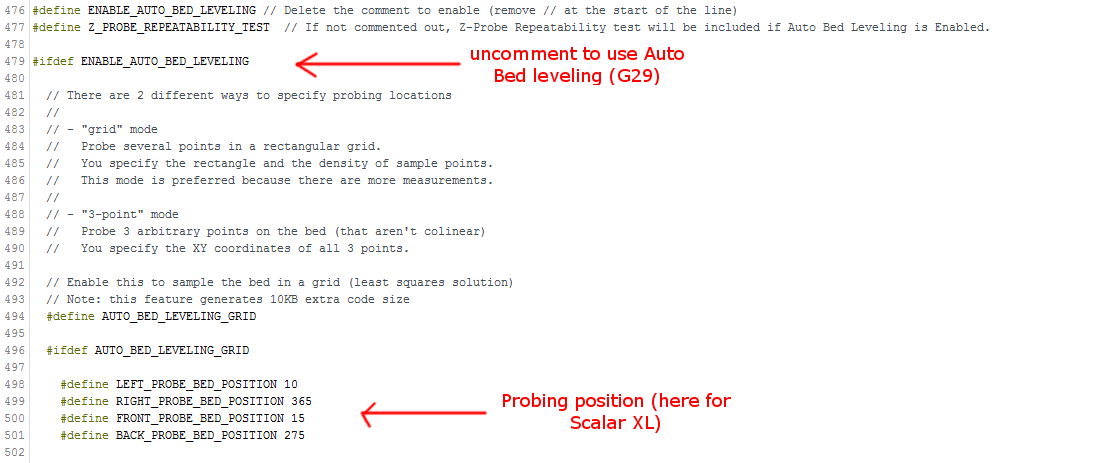 476 #define ENABLE_AUTO_BED_LEVELING // Delete the comment to enable (remove // at the start of the line)
477 #define Z_PROBE_REPEATABILITY_TEST  // If not commented out, Z-Probe Repeatability test will be included if Auto Bed Leveling is Enabled.
478
479 #ifdef ENABLE_AUTO_BED_LEVELING
uncomment to use Auto
Bed leveling (G29)
480
481   // There are 2 different ways to specify probing locations
482   //
483   // - "grid" mode
484   //   Probe several points in a rectangular grid.
485   //   You specify the rectangle and the density of sample points.
486   //   This mode is preferred because there are more measurements.
487   //
488   // - "3-point" mode
489   //   Probe 3 arbitrary points on the bed (that aren't colinear)
490   //   You specify the XY coordinates of all 3 points.
491
492   // Enable this to sample the bed in a grid (least squares solution)
493   // Note: this feature generates 10KB extra code size
494   #define AUTO_BED_LEVELING_GRID
495
496   #ifdef AUTO_BED_LEVELING_GRID
497
498     #define LEFT_PROBE_BED_POSITION 10
499     #define RIGHT_PROBE_BED_POSITION 365
500     #define FRONT_PROBE_BED_POSITION 15
501     #define BACK_PROBE_BED_POSITION 275
Probing position (here for
Scalar XL)
502